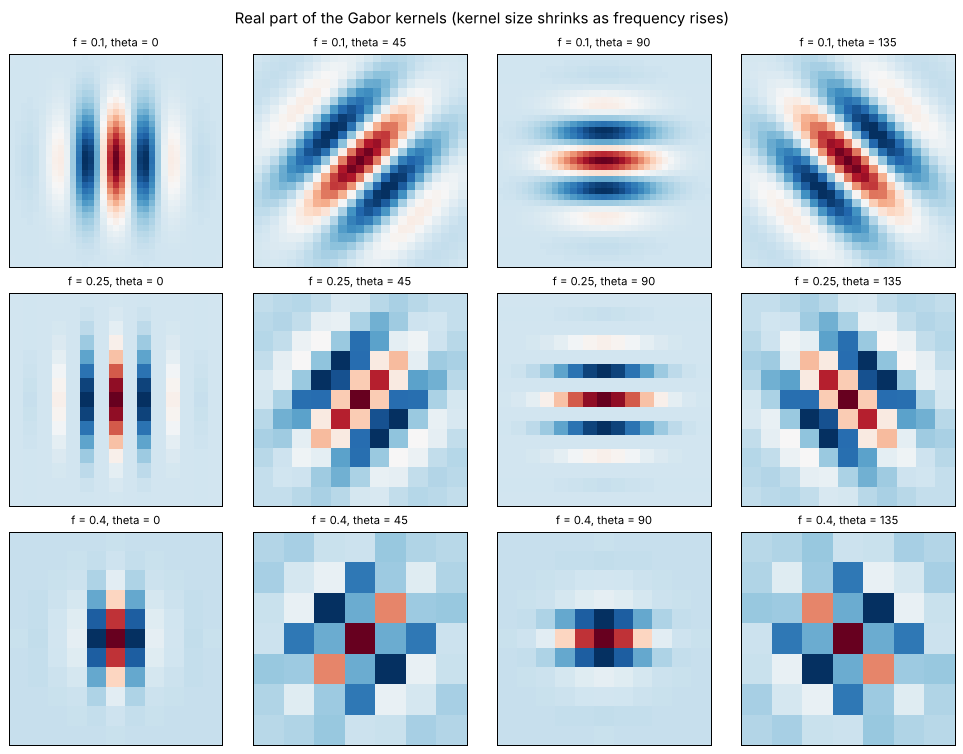 Real part of the Gabor kernels (kernel size shrinks as frequency rises)
f = 0.1, theta = 0
f = 0.1, theta = 45
f = 0.1, theta = 90
f = 0.1, theta = 135
f = 0.25, theta = 0
f = 0.25, theta = 45
f = 0.25, theta = 90
f = 0.25, theta = 135
f = 0.4, theta = 0
f = 0.4, theta = 45
f = 0.4, theta = 90
f = 0.4, theta = 135